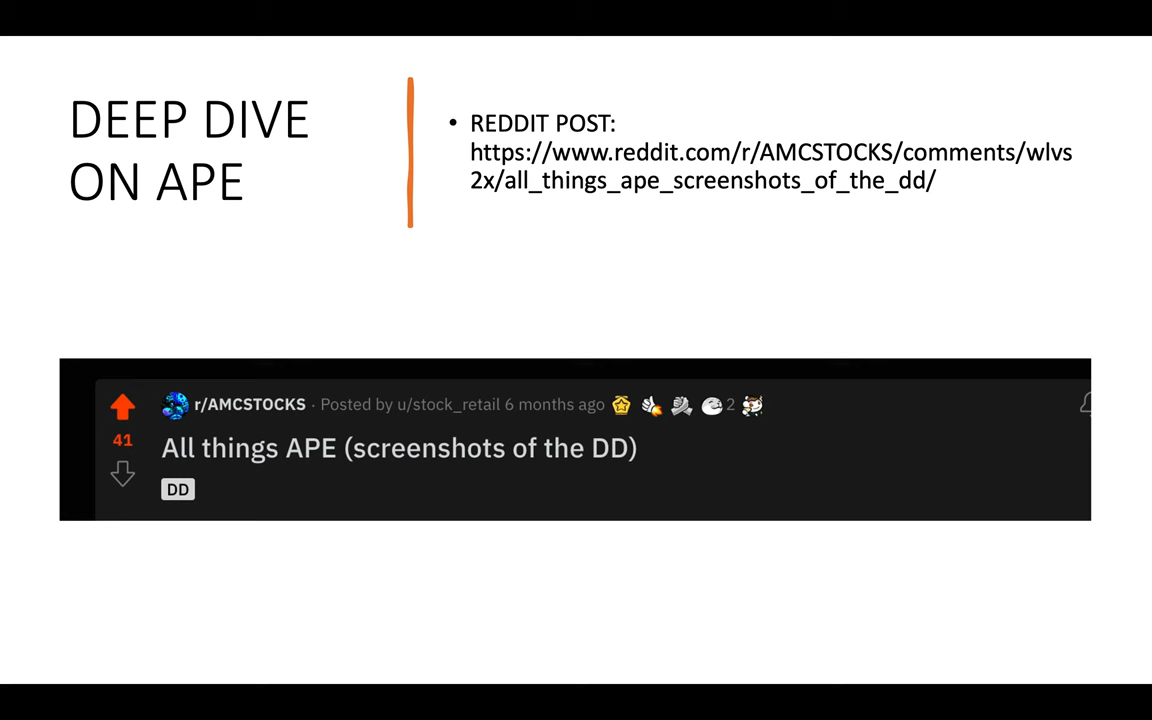 DEEP DIVE
ON APE
• REDDIT POST:
https://www.reddit.com/r/AMCSTOCKS/comments/wlvs
2x/all_things_ape_screenshots_of_the_dd/
r/AMCSTOCKS · Posted by u/stock_retail 6 months ago 2
41
All things APE (screenshots of the DD)
DD